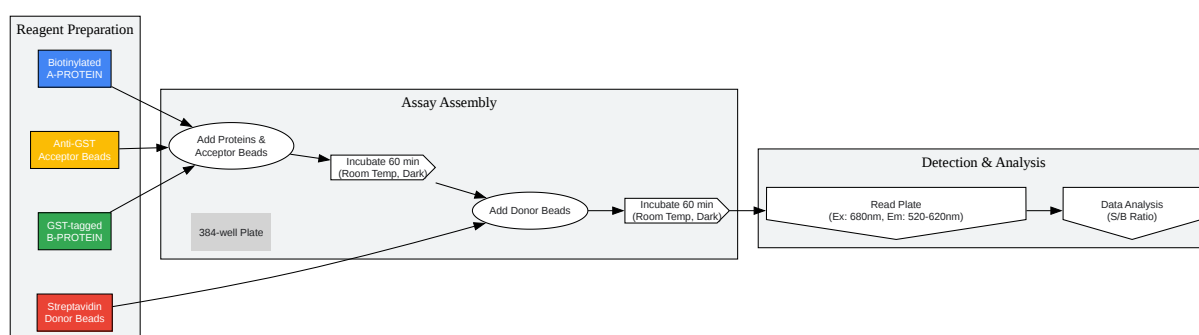 Reagent Preparation
Biotinylated
A-PROTEIN
Anti-GST
Acceptor Beads
GST-tagged
B-PROTEIN
Streptavidin
Donor Beads
Assay Assembly
Add Proteins &
Acceptor Beads
Incubate 60 min
(Room Temp, Dark)
384-well Plate
Add Donor Beads
Incubate 60 min
(Room Temp, Dark)
Detection & Analysis
Read Plate
(Ex: 680nm, Em: 520-620nm)
Data Analysis
(S/B Ratio)